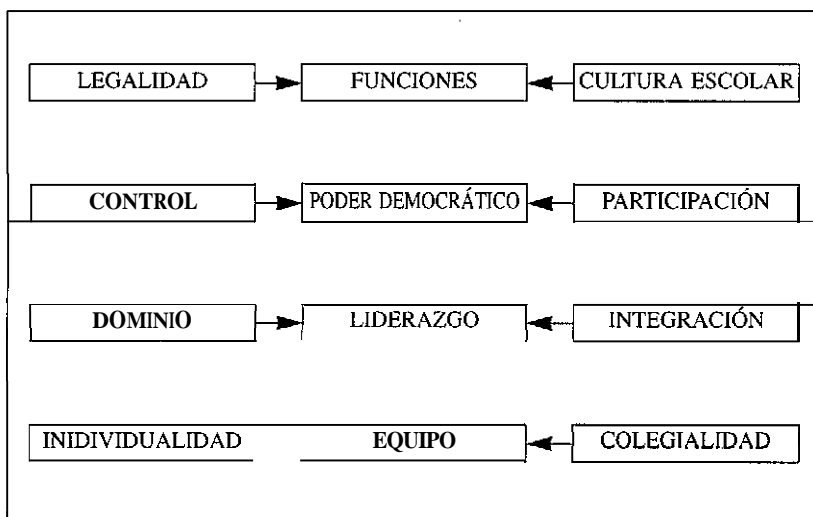 LEGALIDAD FUNCIONES CULTURA ESCOLAR
CONTROL PODER DEMOCRÁTICO PARTICIPACIÓN
DOMINIO LIDERAZGO INTEGRACIÓN
INIDIVIDUALIDAD EQUIPO COLEGIALIDAD